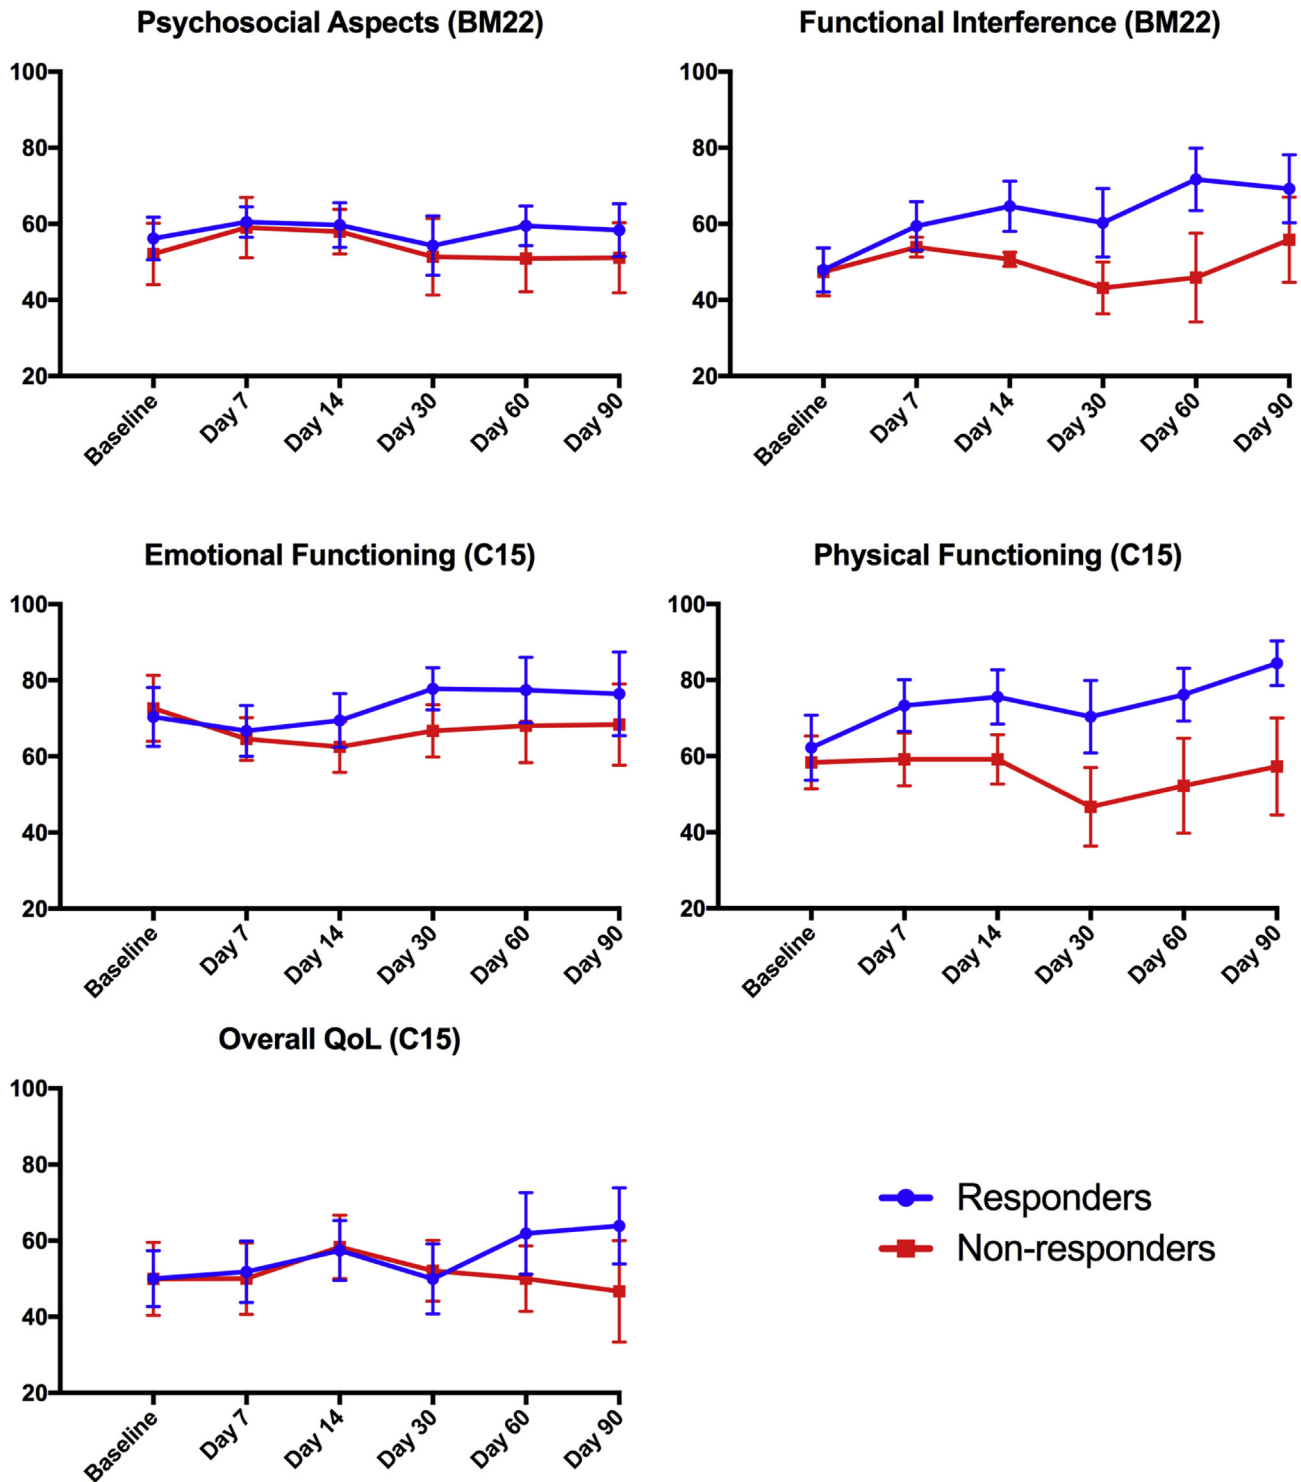 Psychosocial Aspects (BM22)
100
80
60
40
20
Baseline
Day 7
Day 14
Day 30
Day 60
Day 90
Functional Interference (BM22)
100
80
60
40
20
Baseline
Day 7
Day 14
Day 30
Day 60
Day 90
Emotional Functioning (C15)
100
80
60
40
20
Baseline
Day 7
Day 14
Day 30
Day 60
Day 90
Physical Functioning (C15)
100
80
60
40
20
Baseline
Day 7
Day 14
Day 30
Day 60
Day 90
Overall QoL (C15)
100
80
60
40
20
Baseline
Day 7
Day 14
Day 30
Day 60
Day 90
Responders
Non-responders